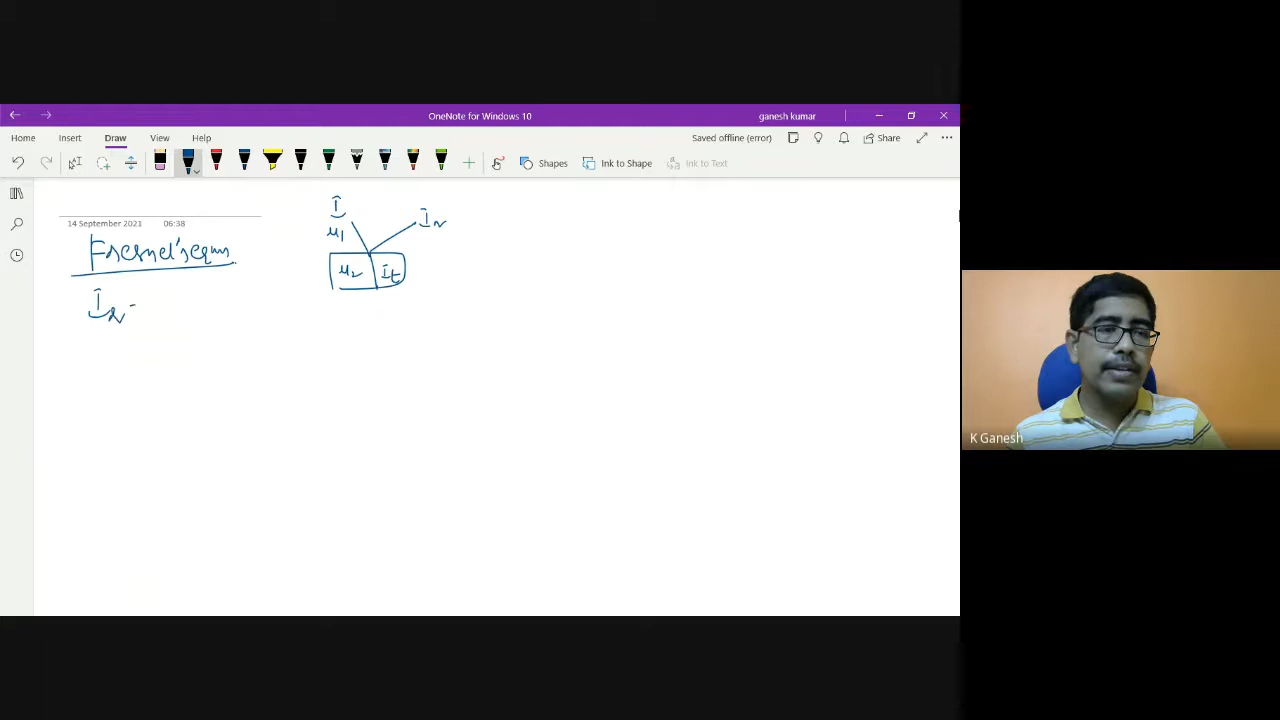 OneNote for Windows 10
ganesh kumar
Home Insert Draw View Help
Saved offline (error)
Share
Shapes
Ink to Shape
Ink to Text
14 September 2021 06:38
Fresnel's eqns
I
μ1
Ir
μ2 It
Ir -
K Ganesh